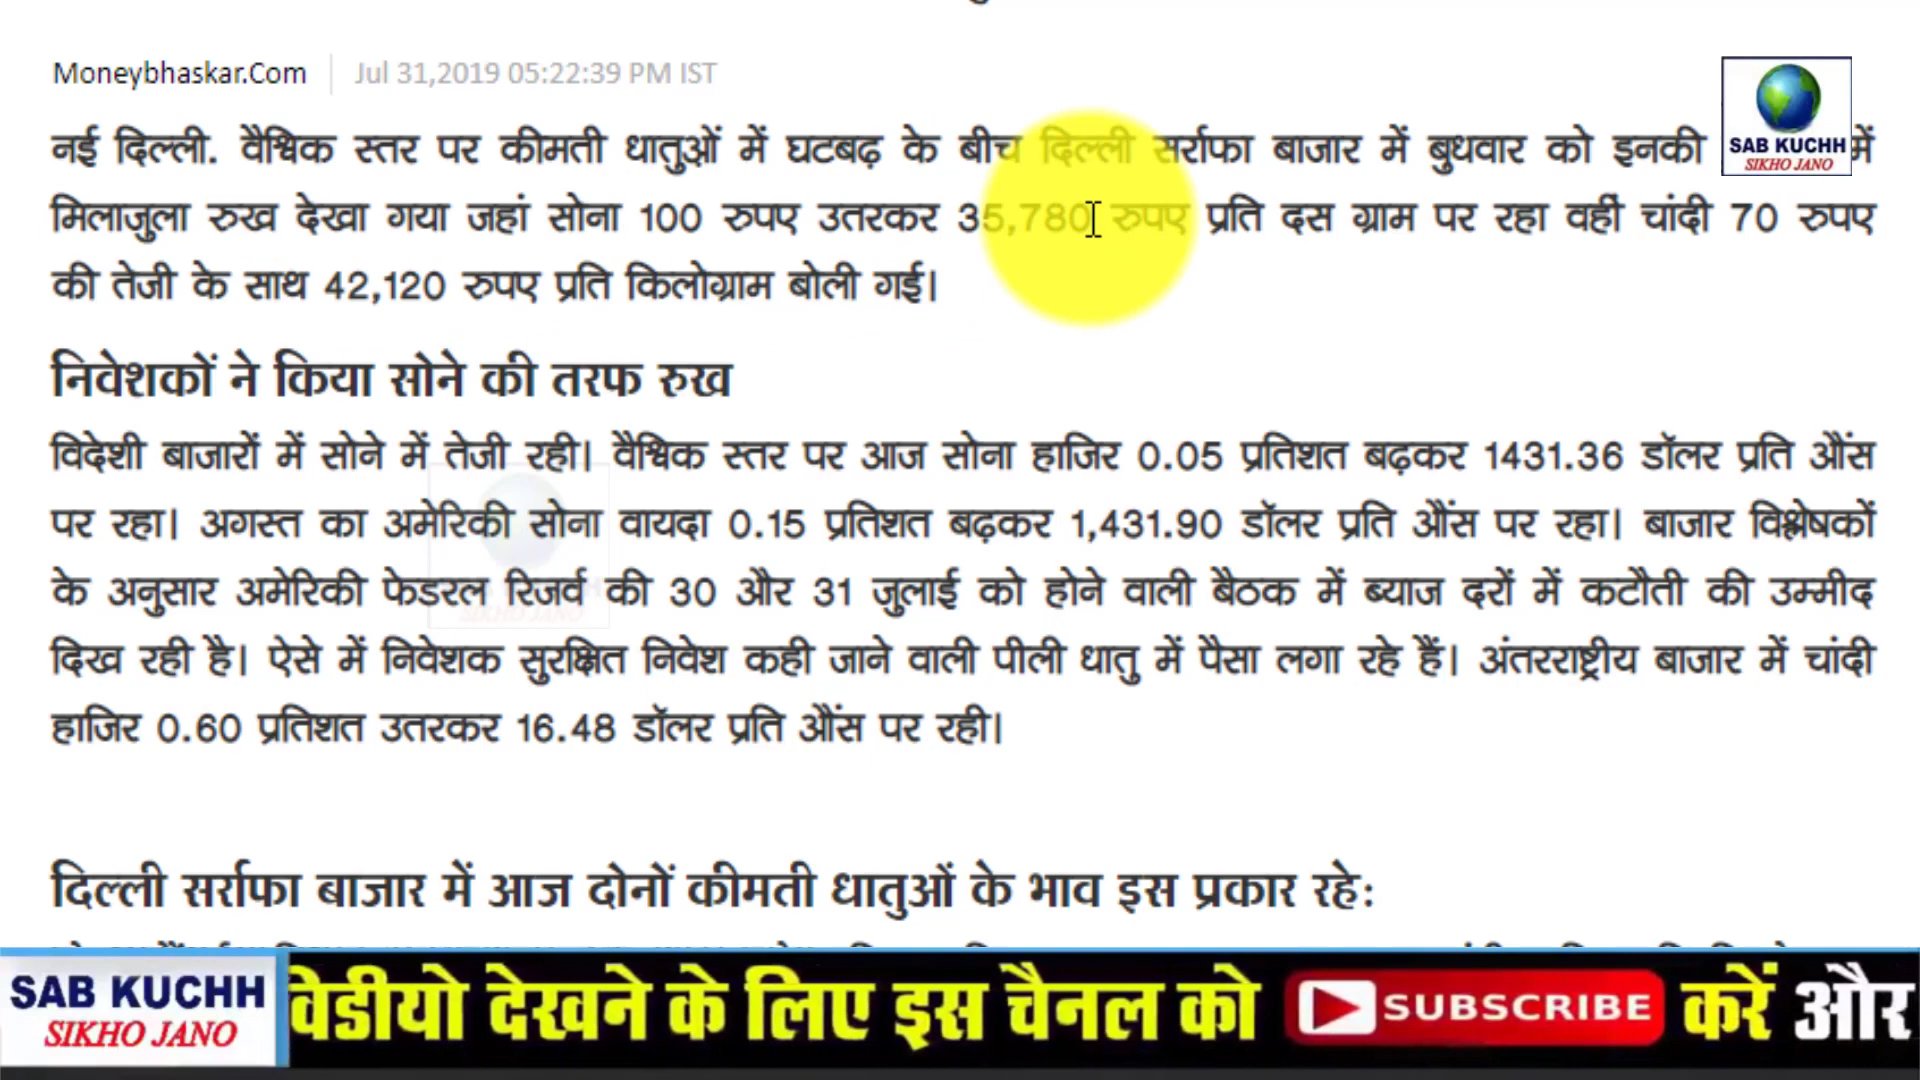 Moneybhaskar.Com
Jul 31,2019 05:22:39 PM IST
SAB KUCHH
SIKHO JANO
नई दिल्ली. वैश्विक स्तर पर कीमती धातुओं में घटबढ़ के बीच दिल्ली सर्राफा बाजार में बुधवार को इनकी में
मिलाजुला रुख देखा गया जहां सोना 100 रुपए उतरकर 35,780 रुपए प्रति दस ग्राम पर रहा वहीं चांदी 70 रुपए
की तेजी के साथ 42,120 रुपए प्रति किलोग्राम बोली गई।
निवेशकों ने किया सोने की तरफ रुख
विदेशी बाजारों में सोने में तेजी रही। वैश्विक स्तर पर आज सोना हाजिर 0.05 प्रतिशत बढ़कर 1431.36 डॉलर प्रति औंस
पर रहा। अगस्त का अमेरिकी सोना वायदा 0.15 प्रतिशत बढ़कर 1,431.90 डॉलर प्रति औंस पर रहा। बाजार विश्लेषकों
के अनुसार अमेरिकी फेडरल रिजर्व की 30 और 31 जुलाई को होने वाली बैठक में ब्याज दरों में कटौती की उम्मीद
दिख रही है। ऐसे में निवेशक सुरक्षित निवेश कही जाने वाली पीली धातु में पैसा लगा रहे हैं। अंतरराष्ट्रीय बाजार में चांदी
हाजिर 0.60 प्रतिशत उतरकर 16.48 डॉलर प्रति औंस पर रही।
SIKHO JANO
दिल्ली सर्राफा बाजार में आज दोनों कीमती धातुओं के भाव इस प्रकार रहे:
SAB KUCHH
SIKHO JANO
विडीयो देखने के लिए इस चैनल को SUBSCRIBE करें और